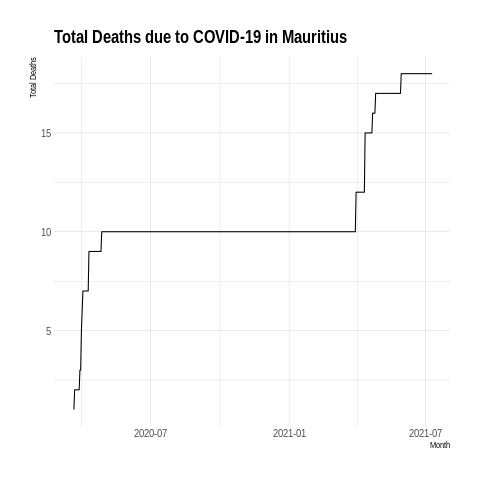 Total Deaths due to COVID-19 in Mauritius
Total Deaths
15
10
5
2020-07 2021-01 2021-07
Month